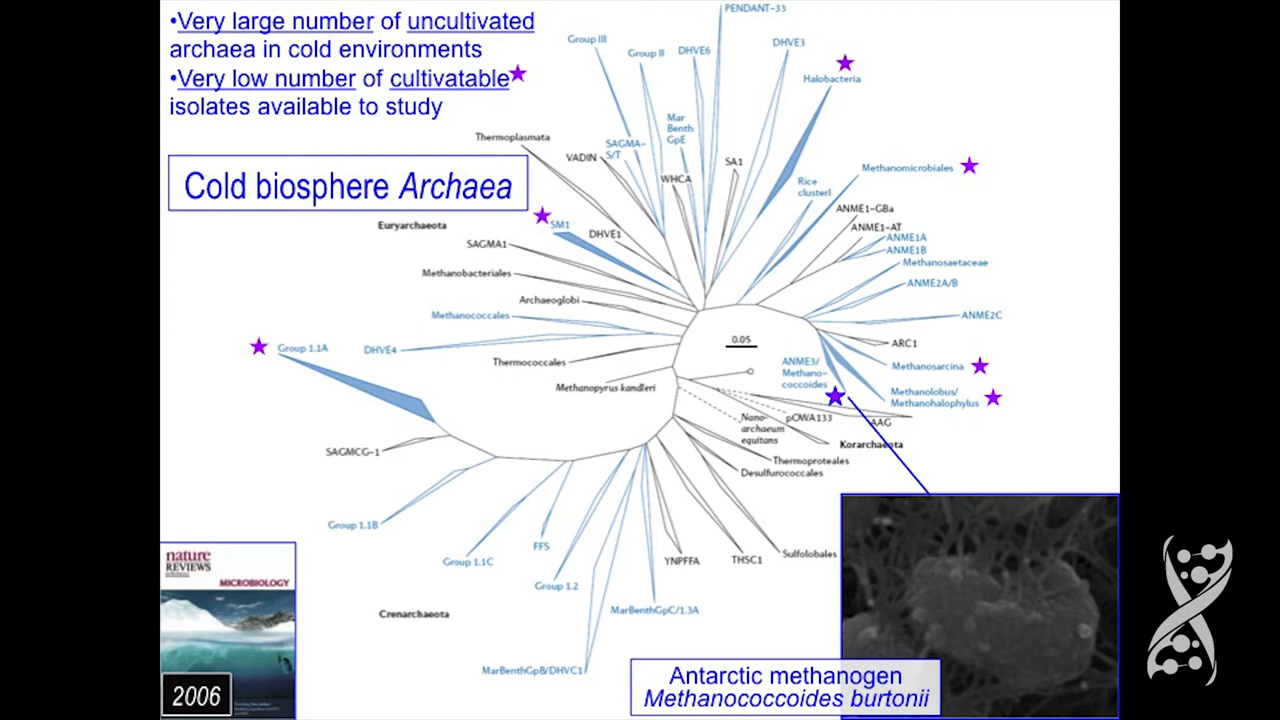 •Very large number of uncultivated
archaea in cold environments
•Very low number of cultivatable
isolates available to study
Cold biosphere Archaea
PENDANT-33
Group III
Group II
DHVE6
DHVE3
Halobacteria
Mar
Benth
GpE
Thermoplasmata
VADIN
SAGMA-
S/T
WHCA
SA1
Rice
clusterI
Methanomicrobiales
ANME1-GBa
ANME1-AT
ANME1A
ANME1B
Methanosaetaceae
ANME2A/B
ANME2C
Euryarchaeota
SM1
DHVE1
SAGMA1
Methanobacteriales
Archaeoglobi
Methanococcales
Group 1.1A
DHVE4
Thermococcales
Methanopyrus kandleri
0.05
ARC1
ANME3/
Methano-
coccoides
Methanosarcina
Methanolobus/
Methanohalophylus
Nano-
archaeum
equitans
pOWA133
AAG
Korarchaeota
SAGMCG-1
Thermoproteales
Desulfurococcales
Group 1.1B
Group 1.1C
FFS
Group 1.2
YNPFFA
THSC1
Sulfolobales
MarBenthGpC/1.3A
Crenarchaeota
MarBenthGpB/DHVC1
nature
REVIEWS
MICROBIOLOGY
2006
Antarctic methanogen
Methanococcoides burtonii